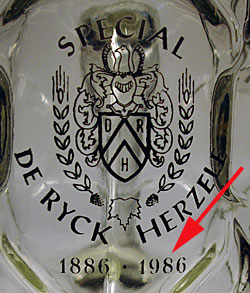 SPECIAL
D R
H
DE RYCK HERZELE
1886 · 1986